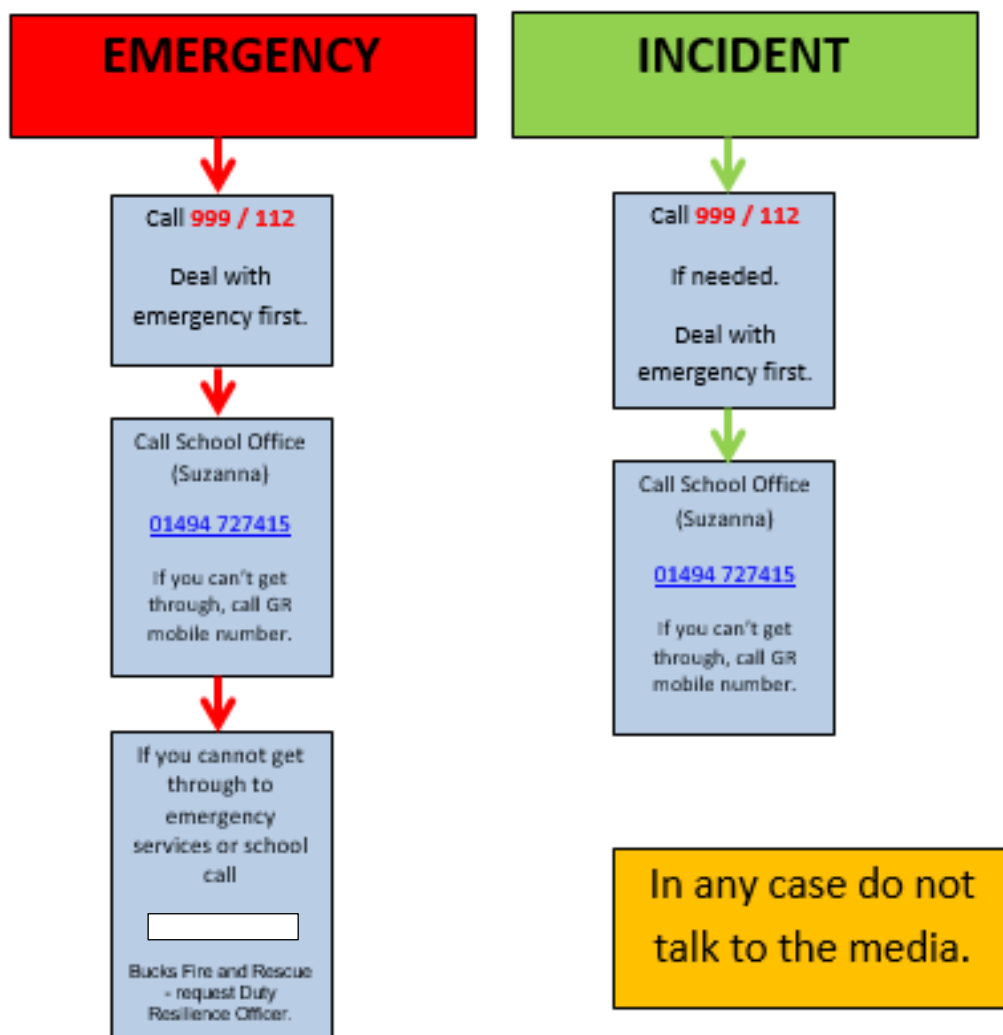 EMERGENCY
Call 999 / 112
Deal with
emergency first.
Call School Office
(Suzanna)
01494 727415
If you can't get
through, call GR
mobile number.
If you cannot get
through to
emergency
services or school
call
Bucks Fire and Rescue
- request Duty
Resilience Officer.
INCIDENT
Call 999 / 112
If needed.
Deal with
emergency first.
Call School Office
(Suzanna)
01494 727415
If you can't get
through, call GR
mobile number.
In any case do not
talk to the media.